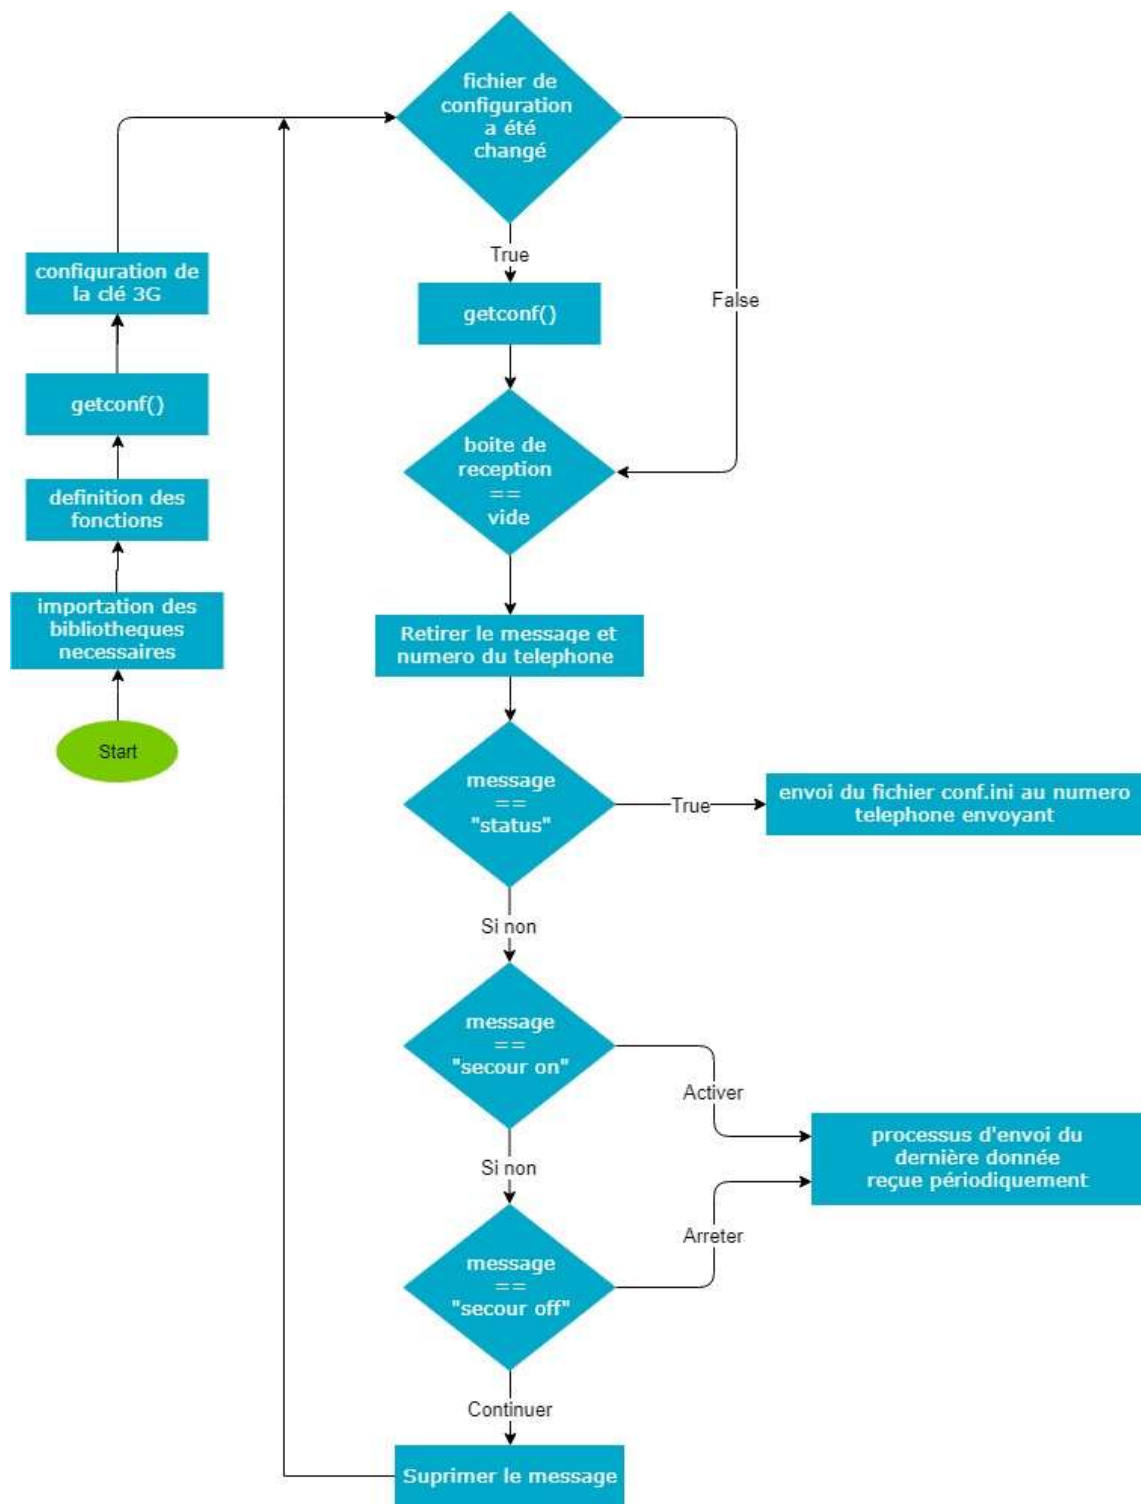 fichier de
configuration
a été
changé
True
False
getconf()
boite de
reception
==
vide
Retirer le message et
numero du telephone
message
==
"status"
True
envoi du fichier conf.ini au numero
telephone envoyant
Si non
message
==
"secour on"
Activer
processus d'envoi du
dernière donnée
reçue périodiquement
Si non
Arreter
message
==
"secour off"
Continuer
Suprimer le message
configuration de
la clé 3G
getconf()
definition des
fonctions
importation des
bibliotheques
necessaires
Start